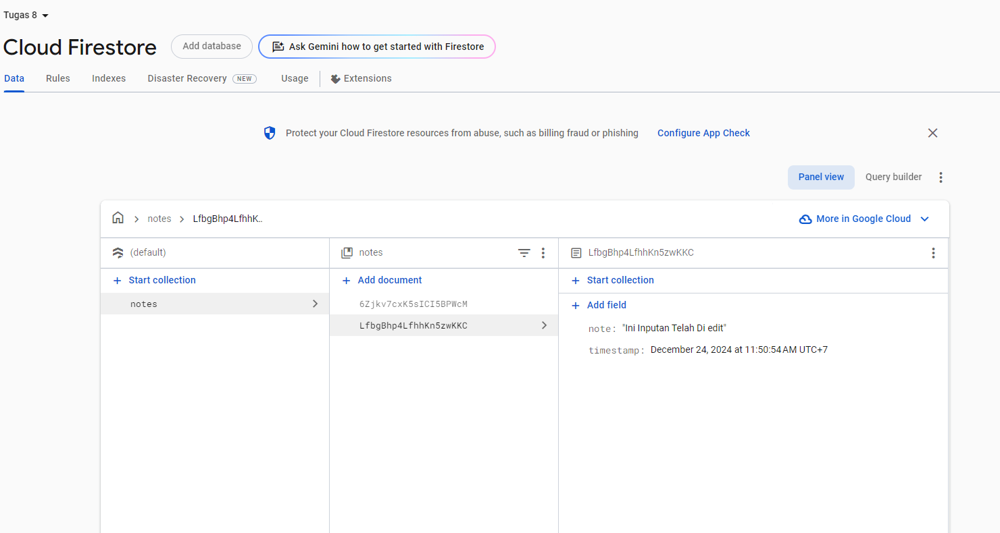 Tugas 8
Cloud Firestore
Add database
Ask Gemini how to get started with Firestore
Data
Rules
Indexes
Disaster Recovery NEW
Usage
Extensions
Protect your Cloud Firestore resources from abuse, such as billing fraud or phishing
Configure App Check
Panel view
Query builder
notes
LfbgBhp4LfhhK..
More in Google Cloud
(default)
notes
LfbgBhp4LfhhKn5zwKKC
Start collection
Add document
Start collection
notes
6Zjkv7cxK5sICI5BPWcM
Add field
LfbgBhp4LfhhKn5zwKKC
note: "Ini Inputan Telah Di edit"
timestamp: December 24, 2024 at 11:50:54 AM UTC+7